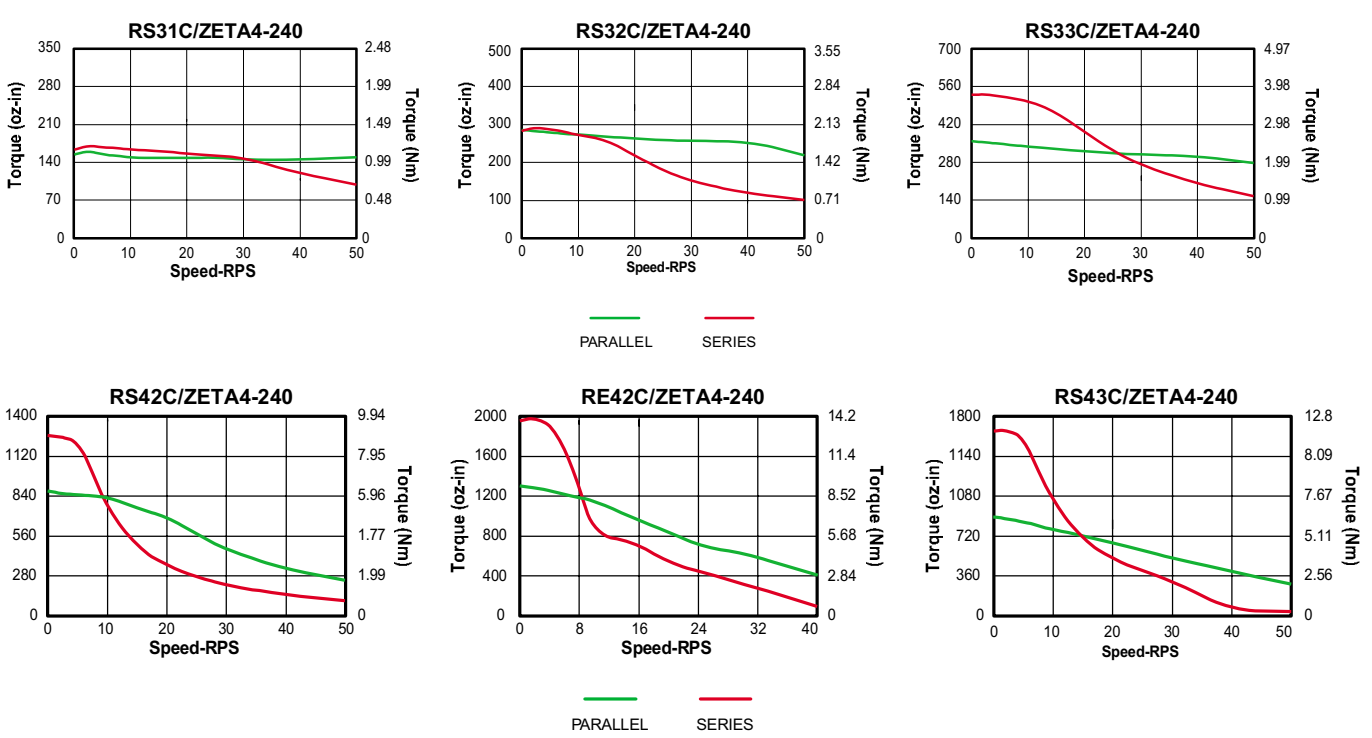 RS31C/ZETA4-240
350
280
210
140
70
0
Torque (oz-in)
2.48
1.99
1.49
0.99
0.48
0
Torque (Nm)
0 10 20 30 40 50
Speed-RPS
RS32C/ZETA4-240
500
400
300
200
100
0
Torque (oz-in)
3.55
2.84
2.13
1.42
0.71
0
Torque (Nm)
0 10 20 30 40 50
Speed-RPS
RS33C/ZETA4-240
700
560
420
280
140
0
Torque (oz-in)
4.97
3.98
2.98
1.99
0.99
0
Torque (Nm)
0 10 20 30 40 50
Speed-RPS
PARALLEL SERIES
RS42C/ZETA4-240
1400
1120
840
560
280
0
Torque (oz-in)
9.94
7.95
5.96
1.77
1.99
0
Torque (Nm)
0 10 20 30 40 50
Speed-RPS
RE42C/ZETA4-240
2000
1600
1200
800
400
0
Torque (oz-in)
14.2
11.4
8.52
5.68
2.84
0
Torque (Nm)
0 8 16 24 32 40
Speed-RPS
RS43C/ZETA4-240
1800
1140
1080
720
360
0
Torque (oz-in)
12.8
8.09
7.67
5.11
2.56
0
Torque (Nm)
0 10 20 30 40 50
Speed-RPS
PARALLEL SERIES